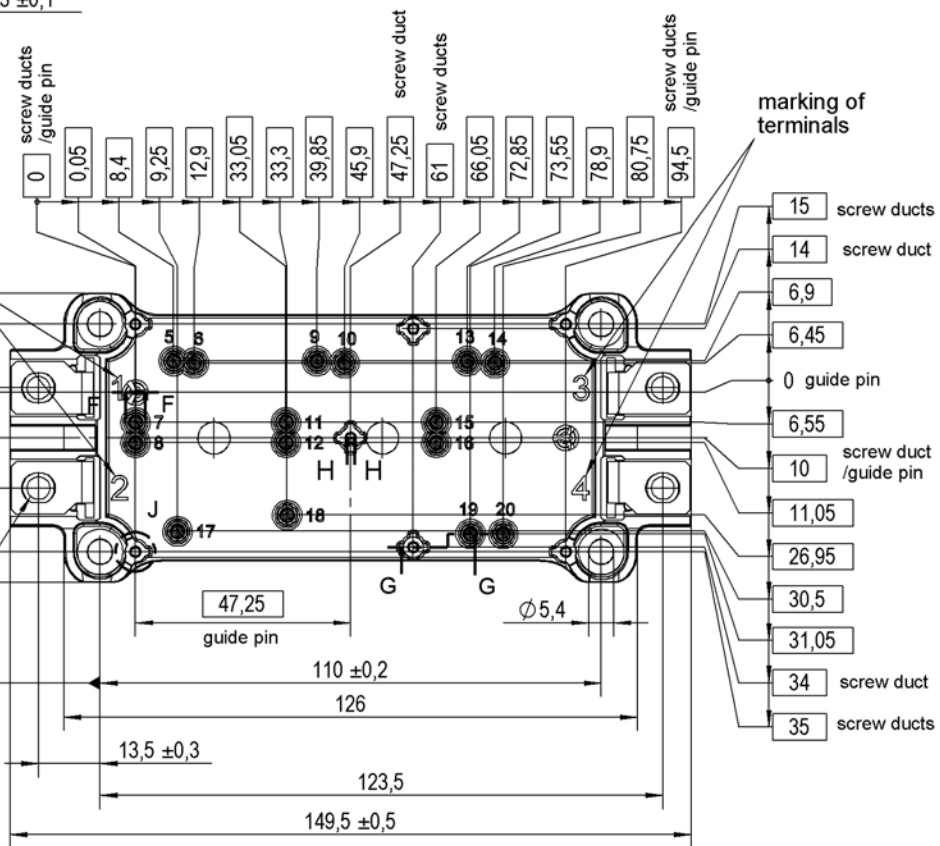 screw ducts
/guide pin
screw duct
screw ducts
screw ducts
/guide pin
marking of
terminals
0
0,05
8,4
9,25
12,9
33,05
33,3
39,85
45,9
47,25
61
66,05
72,85
73,55
78,9
80,75
94,5
15 screw ducts
14 screw duct
6,9
6,45
0 guide pin
6,55
10 screw duct
/guide pin
11,05
26,95
30,5
31,05
34 screw duct
35 screw ducts
5 6 9 10 13 14
1 3
F F
7 11 15
8 12 16
H H
2 4
J
17 18 19 20
G G
47,25
guide pin
Ø5,4
110 ±0,2
126
13,5 ±0,3
123,5
149,5 ±0,5